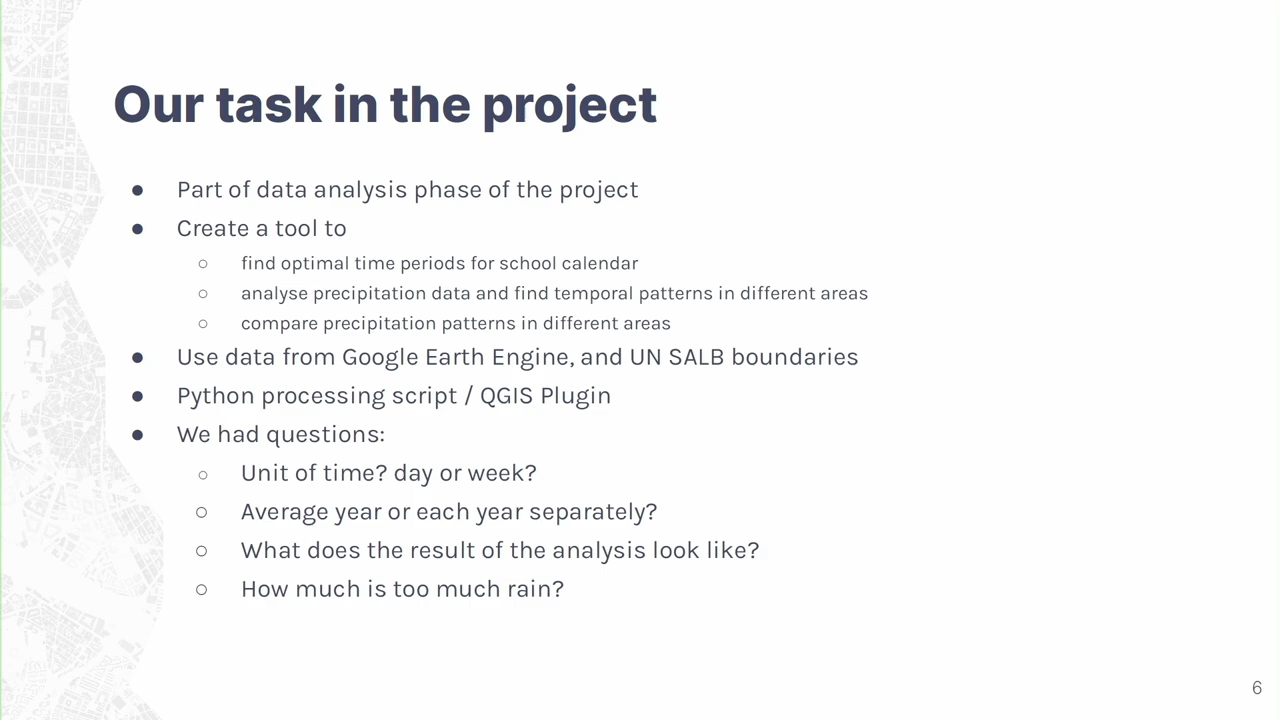 Our task in the project
● Part of data analysis phase of the project
● Create a tool to
○ find optimal time periods for school calendar
○ analyse precipitation data and find temporal patterns in different areas
○ compare precipitation patterns in different areas
● Use data from Google Earth Engine, and UN SALB boundaries
● Python processing script / QGIS Plugin
● We had questions:
○ Unit of time? day or week?
○ Average year or each year separately?
○ What does the result of the analysis look like?
○ How much is too much rain?
6